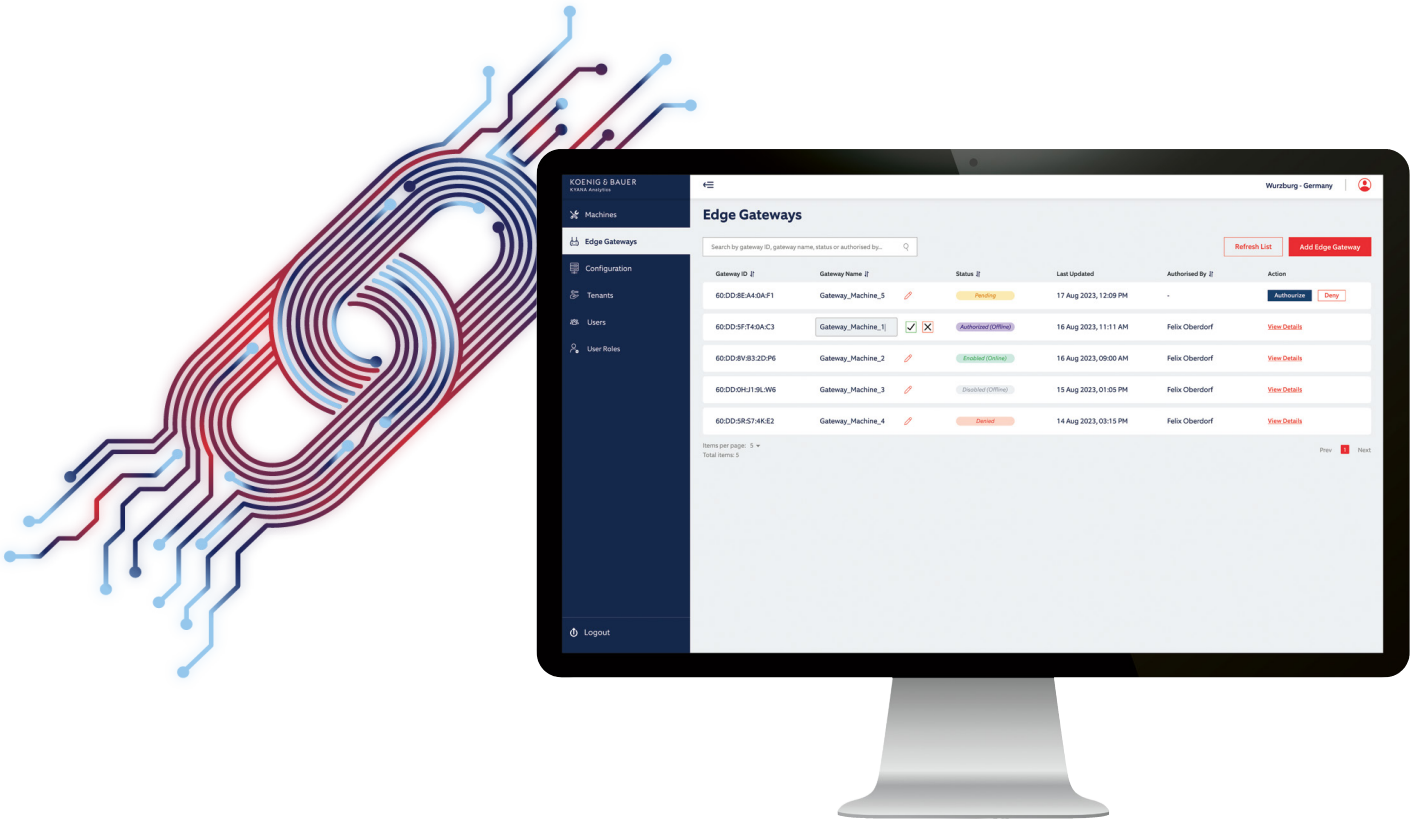 KOENIG & BAUER
KYANA Analytics
Wurzburg - Germany
Machines
Edge Gateways
Configuration
Tenants
Users
User Roles
Logout
Edge Gateways
Search by gateway ID, gateway name, status or authorised by...
Refresh List
Add Edge Gateway
Gateway ID Gateway Name Status Last Updated Authorised By Action
60:DD:8E:A4:0A:F1 Gateway_Machine_5 Pending 17 Aug 2023, 12:09 PM - Authourize Deny
60:DD:5F:T4:0A:C3 Gateway_Machine_1 Authorized (Offline) 16 Aug 2023, 11:11 AM Felix Oberdorf View Details
60:DD:8V:B3:2D:P6 Gateway_Machine_2 Enabled (Online) 16 Aug 2023, 09:00 AM Felix Oberdorf View Details
60:DD:0H:J1:9L:W6 Gateway_Machine_3 Disabled (Offline) 15 Aug 2023, 01:05 PM Felix Oberdorf View Details
60:DD:5R:S7:4K:E2 Gateway_Machine_4 Denied 14 Aug 2023, 03:15 PM Felix Oberdorf View Details
Items per page: 5
Total items: 5
Prev 1 Next